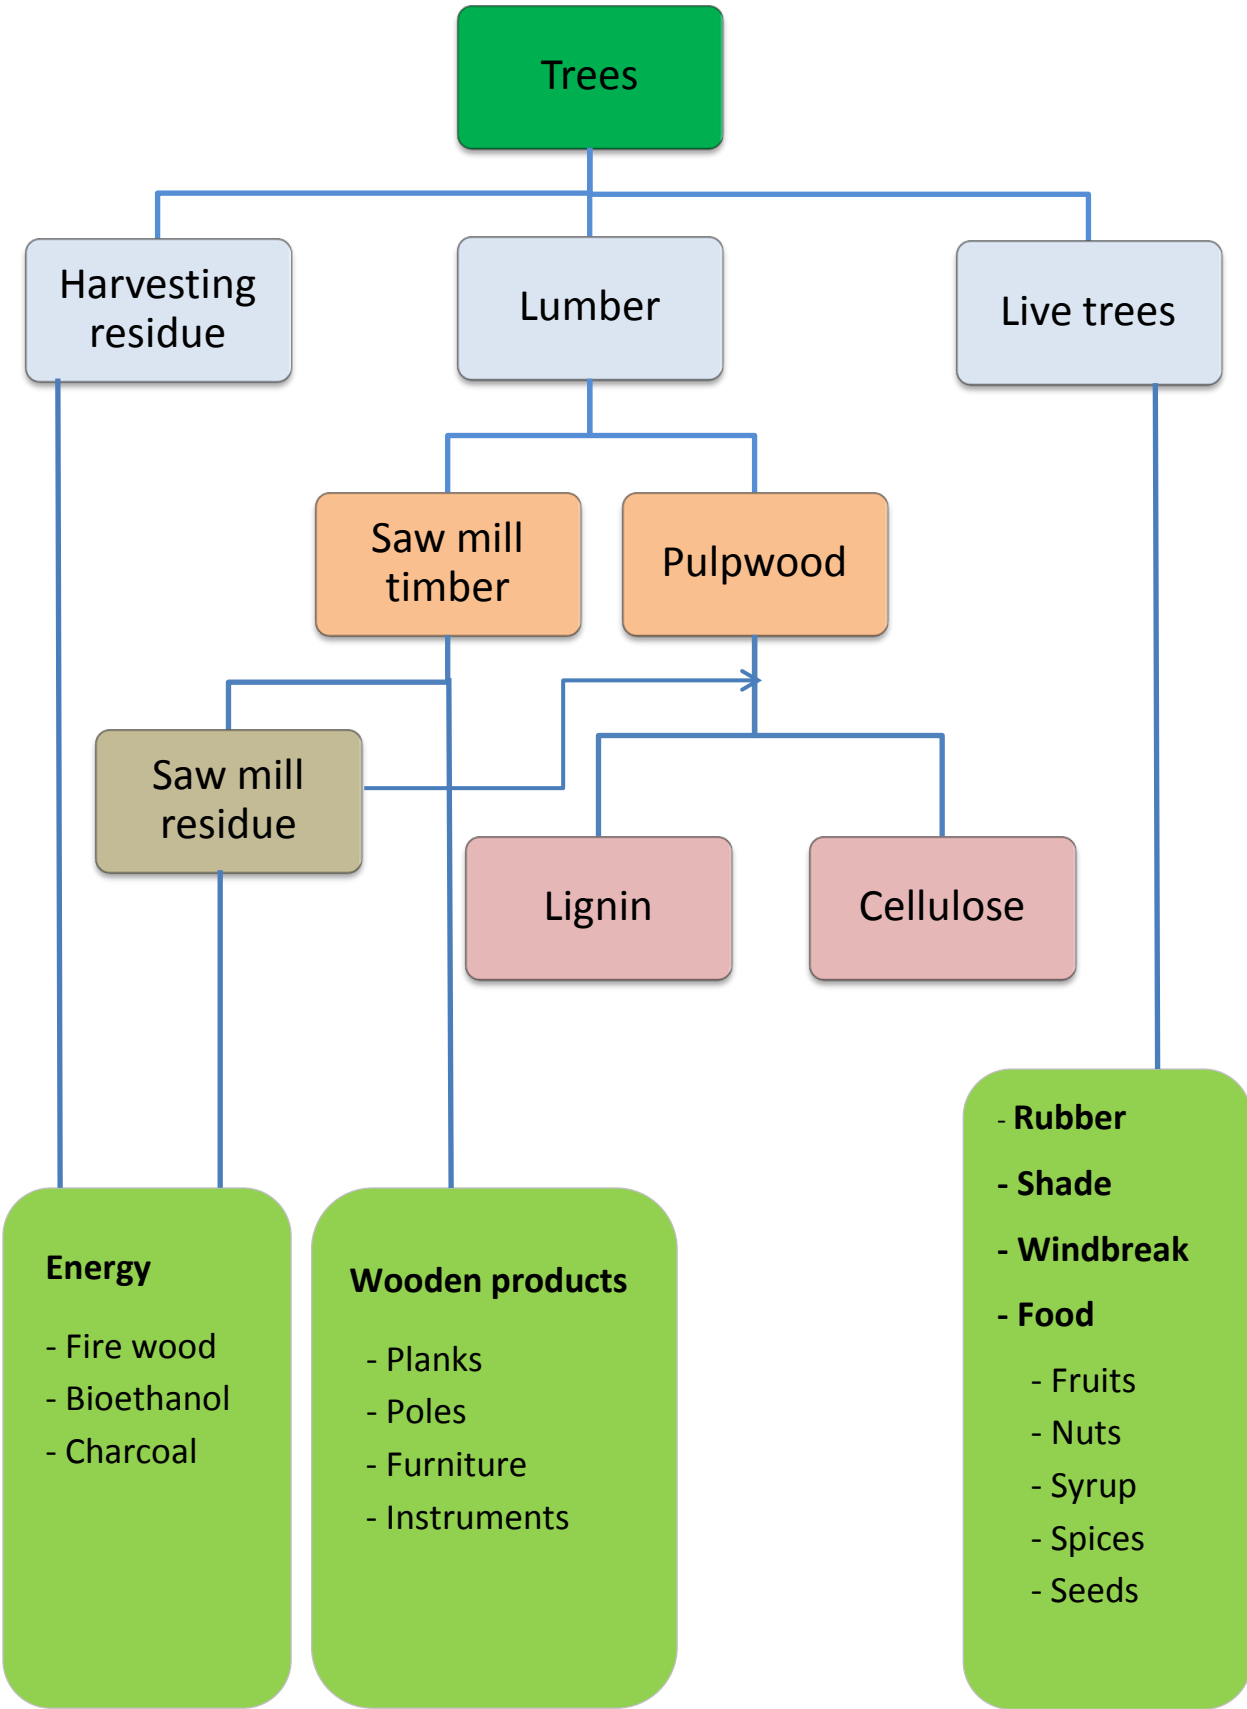 Trees
Harvesting
residue
Lumber
Live trees
Saw mill
timber
Pulpwood
Saw mill
residue
Lignin
Cellulose
Energy
- Fire wood
- Bioethanol
- Charcoal
Wooden products
- Planks
- Poles
- Furniture
- Instruments
- Rubber
- Shade
- Windbreak
- Food
- Fruits
- Nuts
- Syrup
- Spices
- Seeds